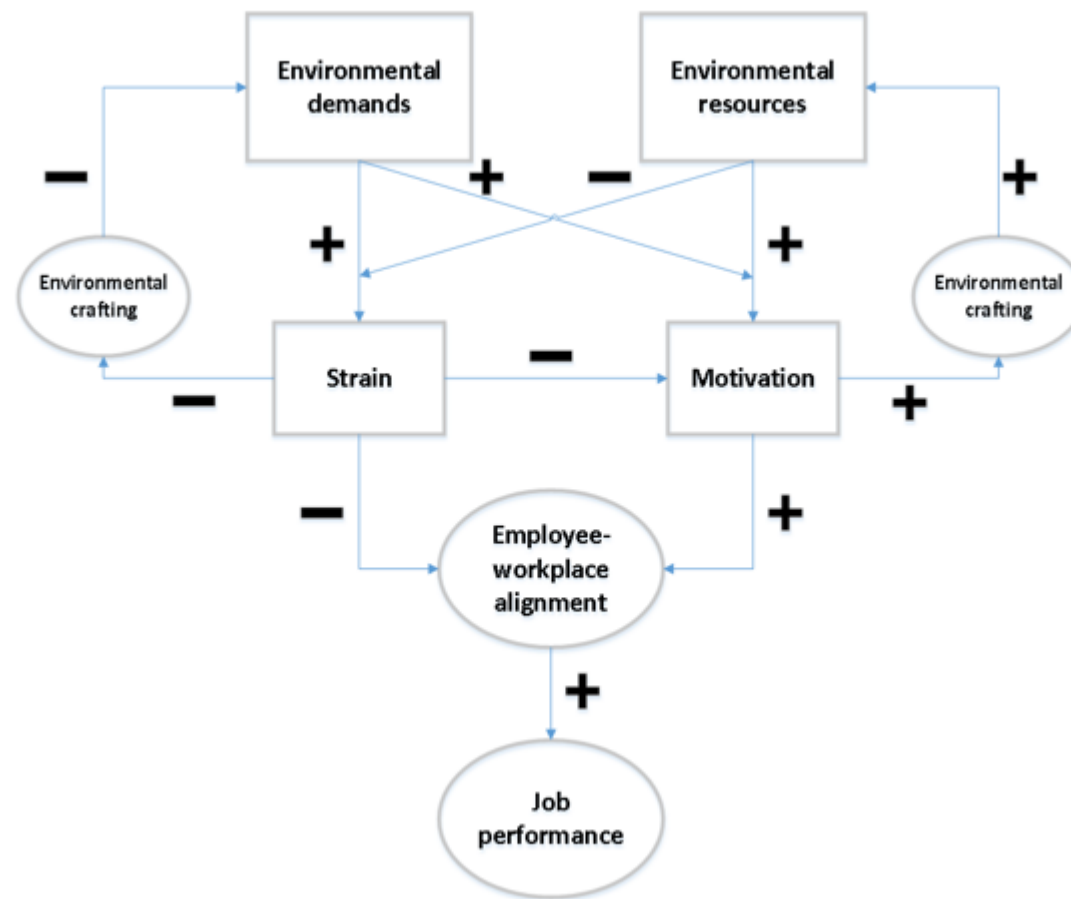 Environmental
demands
Environmental
resources
−
+
−
+
+
+
Environmental
crafting
Environmental
crafting
Strain
−
Motivation
−
+
−
+
Employee-
workplace
alignment
+
Job
performance